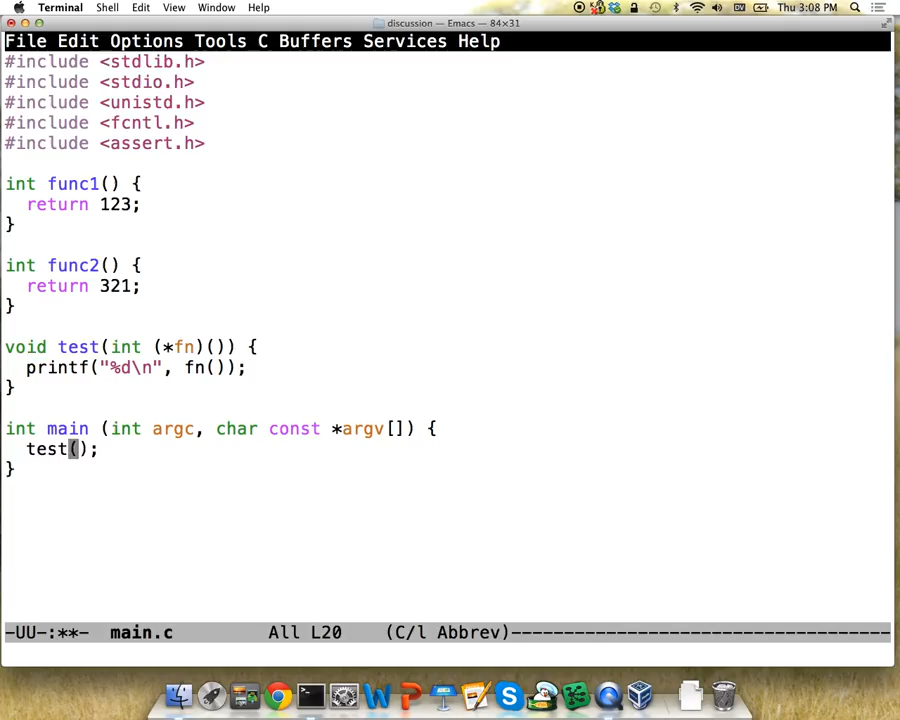 Terminal Shell Edit View Window Help Thu 3:08 PM
discussion — Emacs — 84×31
File Edit Options Tools C Buffers Services Help
#include <stdlib.h>
#include <stdio.h>
#include <unistd.h>
#include <fcntl.h>
#include <assert.h>
int func1() {
return 123;
}
int func2() {
return 321;
}
void test(int (*fn)()) {
printf("%d\n", fn());
}
int main (int argc, char const *argv[]) {
test();
}
-UU-:**- main.c All L20 (C/l Abbrev)------------------------------------